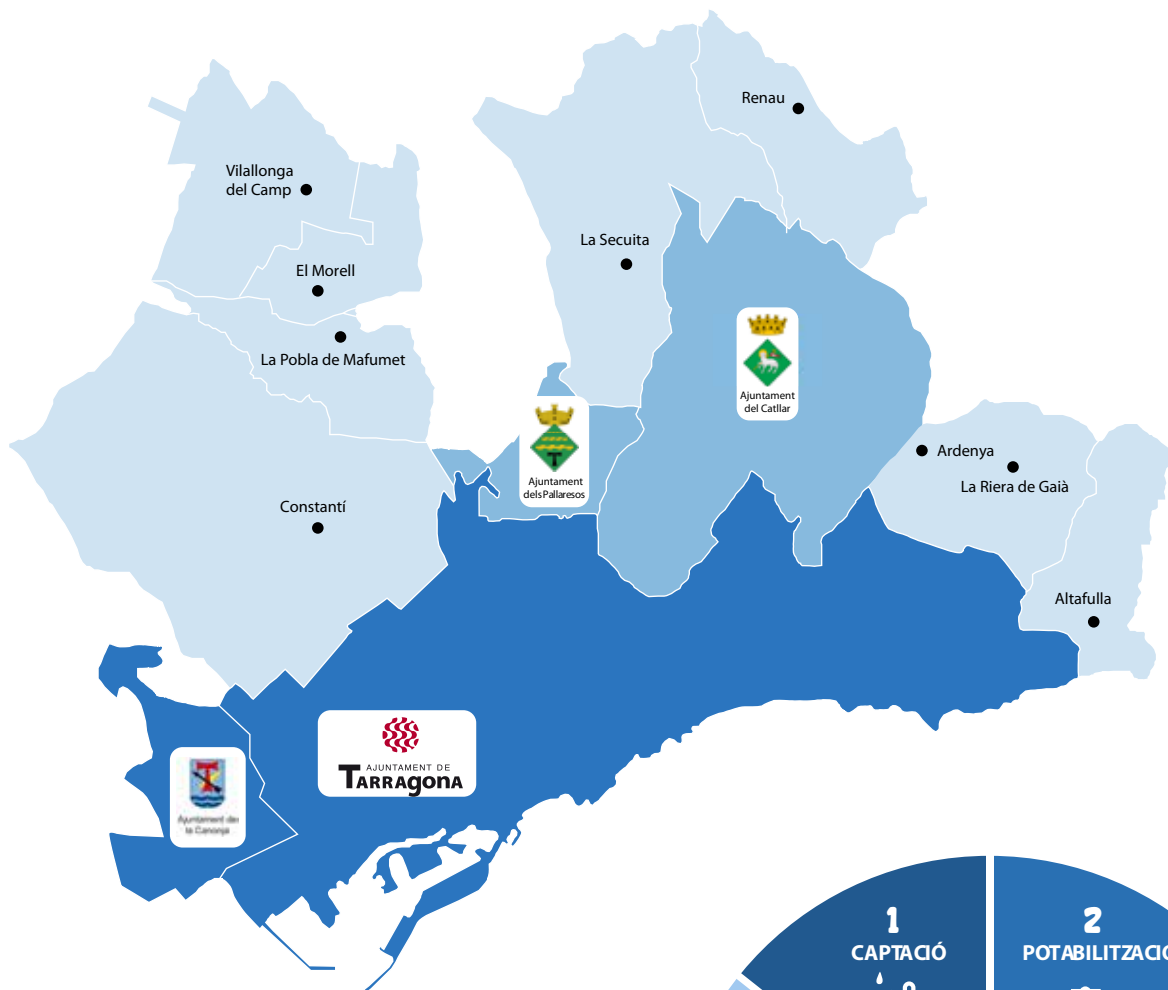 Renau
Vilallonga
del Camp
La Secuita
El Morell
La Pobla de Mafumet
Ajuntament
del Catllar
Ardenya
La Riera de Gaià
Ajuntament
dels Pallaresos
Constantí
Altafulla
AJUNTAMENT DE
TARRAGONA
Ajuntament de
la Canonja
1
CAPTACIÓ
2
POTABILITZACIÓ